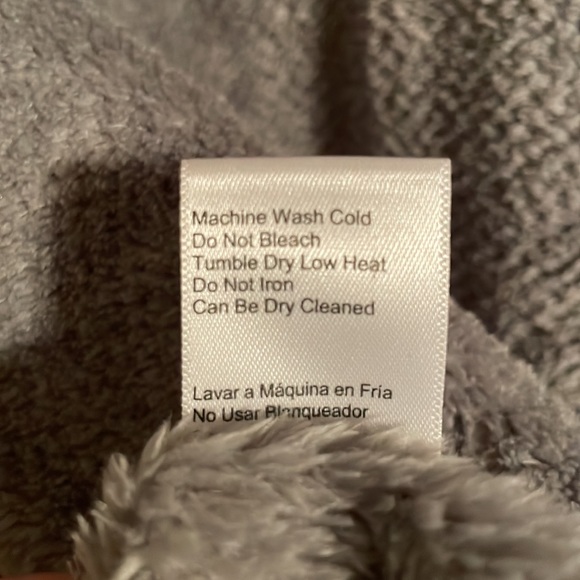 Machine Wash Cold
Do Not Bleach
Tumble Dry Low Heat
Do Not Iron
Can Be Dry Cleaned
Lavar a Máquina en Fría
No Usar Blanqueador